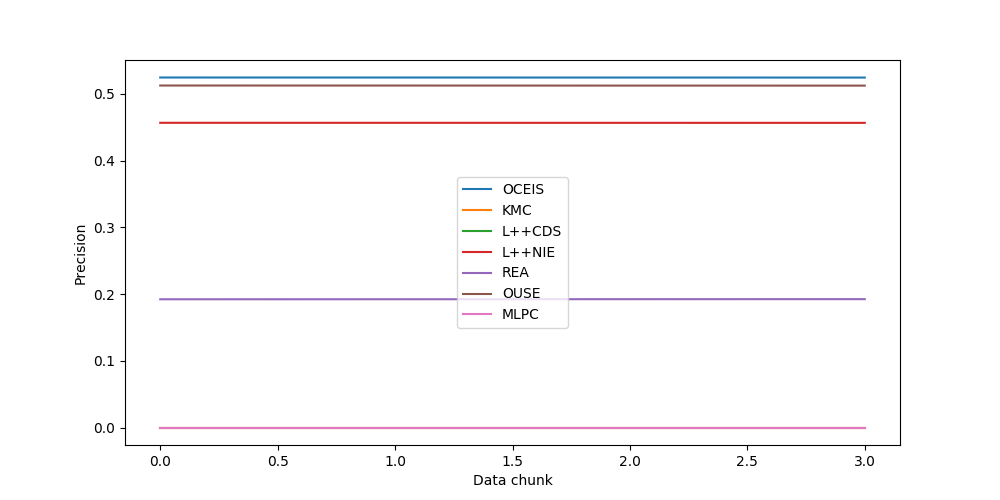 0.5
0.4
0.3
0.2
0.1
0.0
Precision
OCEIS
KMC
L++CDS
L++NIE
REA
OUSE
MLPC
0.0 0.5 1.0 1.5 2.0 2.5 3.0
Data chunk